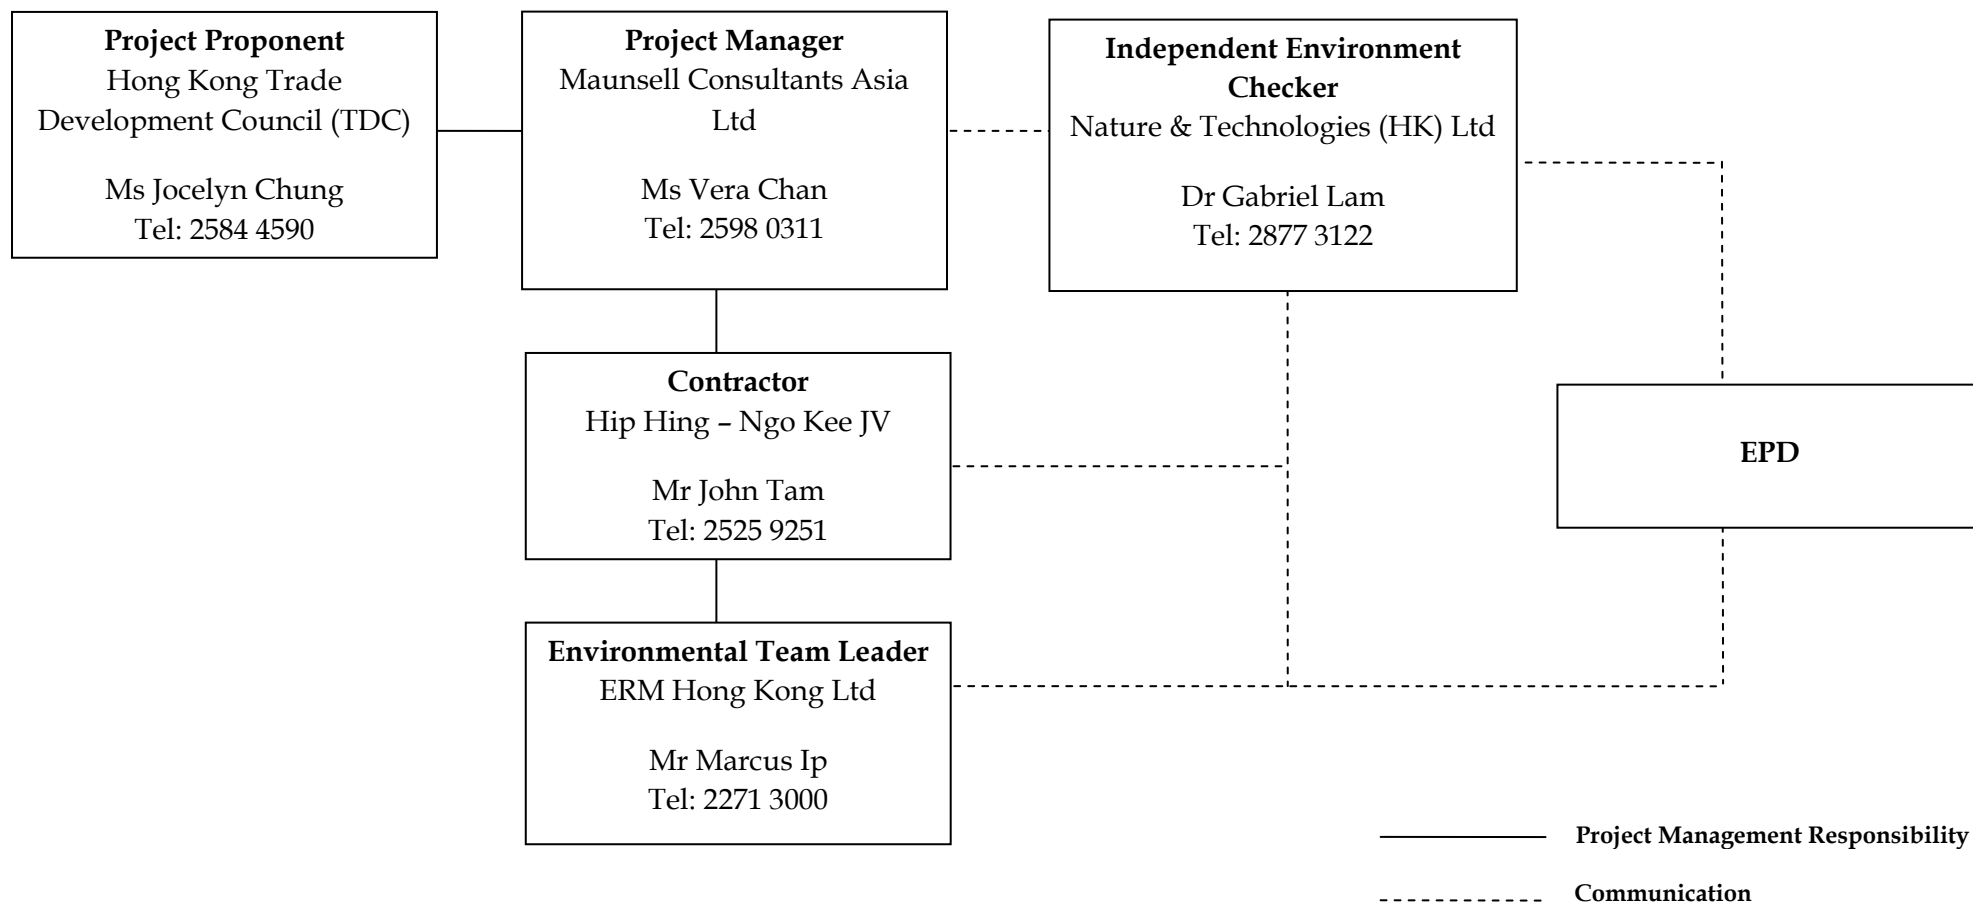 Project Proponent
Hong Kong Trade
Development Council (TDC)
Ms Jocelyn Chung
Tel: 2584 4590
Project Manager
Maunsell Consultants Asia
Ltd
Ms Vera Chan
Tel: 2598 0311
Independent Environment
Checker
Nature & Technologies (HK) Ltd
Dr Gabriel Lam
Tel: 2877 3122
Contractor
Hip Hing – Ngo Kee JV
Mr John Tam
Tel: 2525 9251
EPD
Environmental Team Leader
ERM Hong Kong Ltd
Mr Marcus Ip
Tel: 2271 3000
Project Management Responsibility
Communication